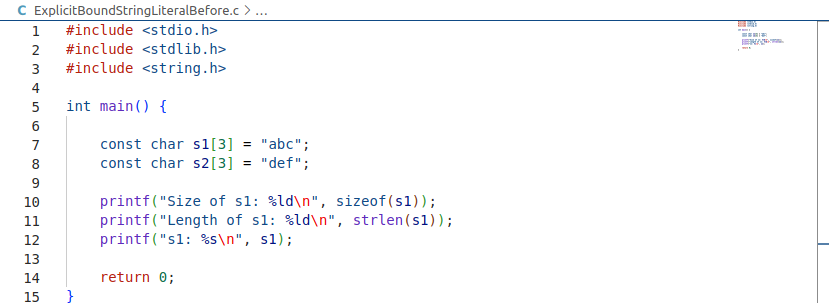 C ExplicitBoundStringLiteralBefore.c > ...
1 #include <stdio.h>
2 #include <stdlib.h>
3 #include <string.h>
4
5 int main() {
6
7     const char s1[3] = "abc";
8     const char s2[3] = "def";
9
10     printf("Size of s1: %ld\n", sizeof(s1));
11     printf("Length of s1: %ld\n", strlen(s1));
12     printf("s1: %s\n", s1);
13
14     return 0;
15 }